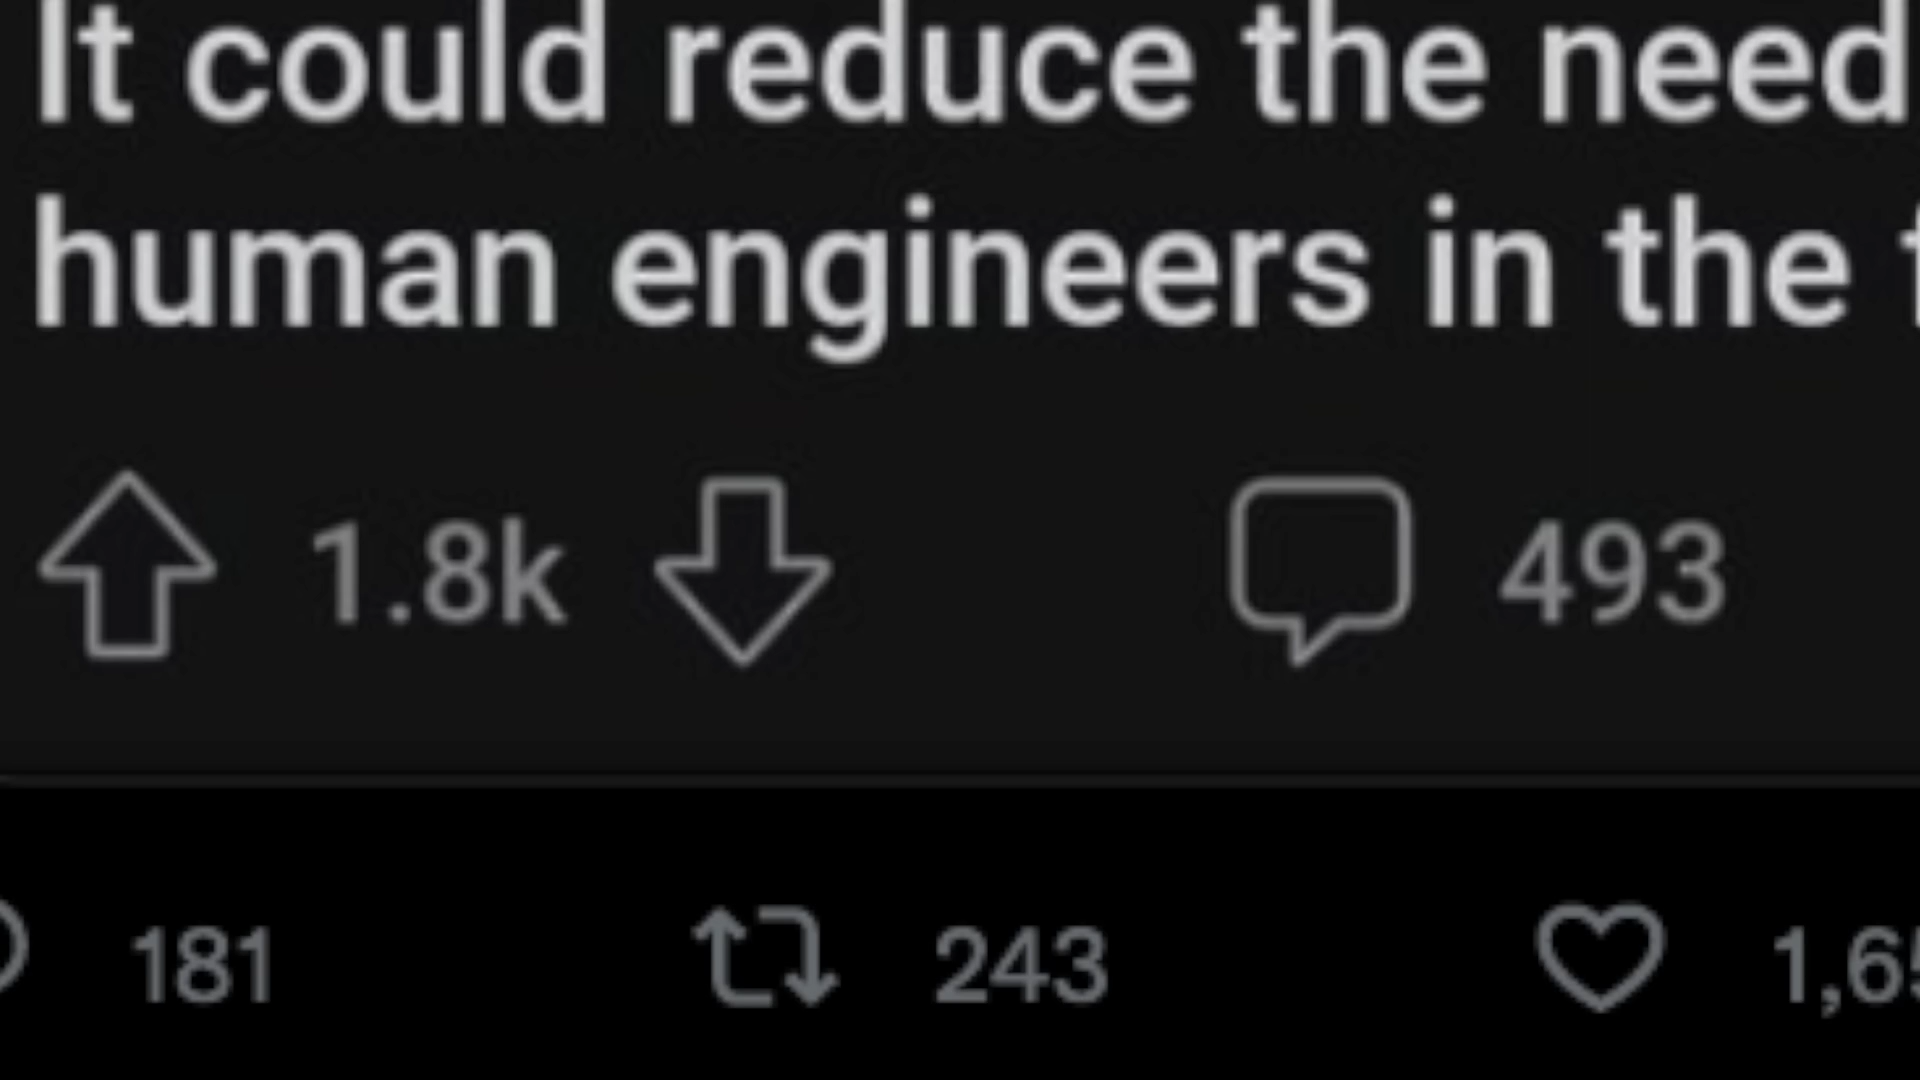 It could reduce the need
human engineers in the
1.8k 493
181 243 1,65